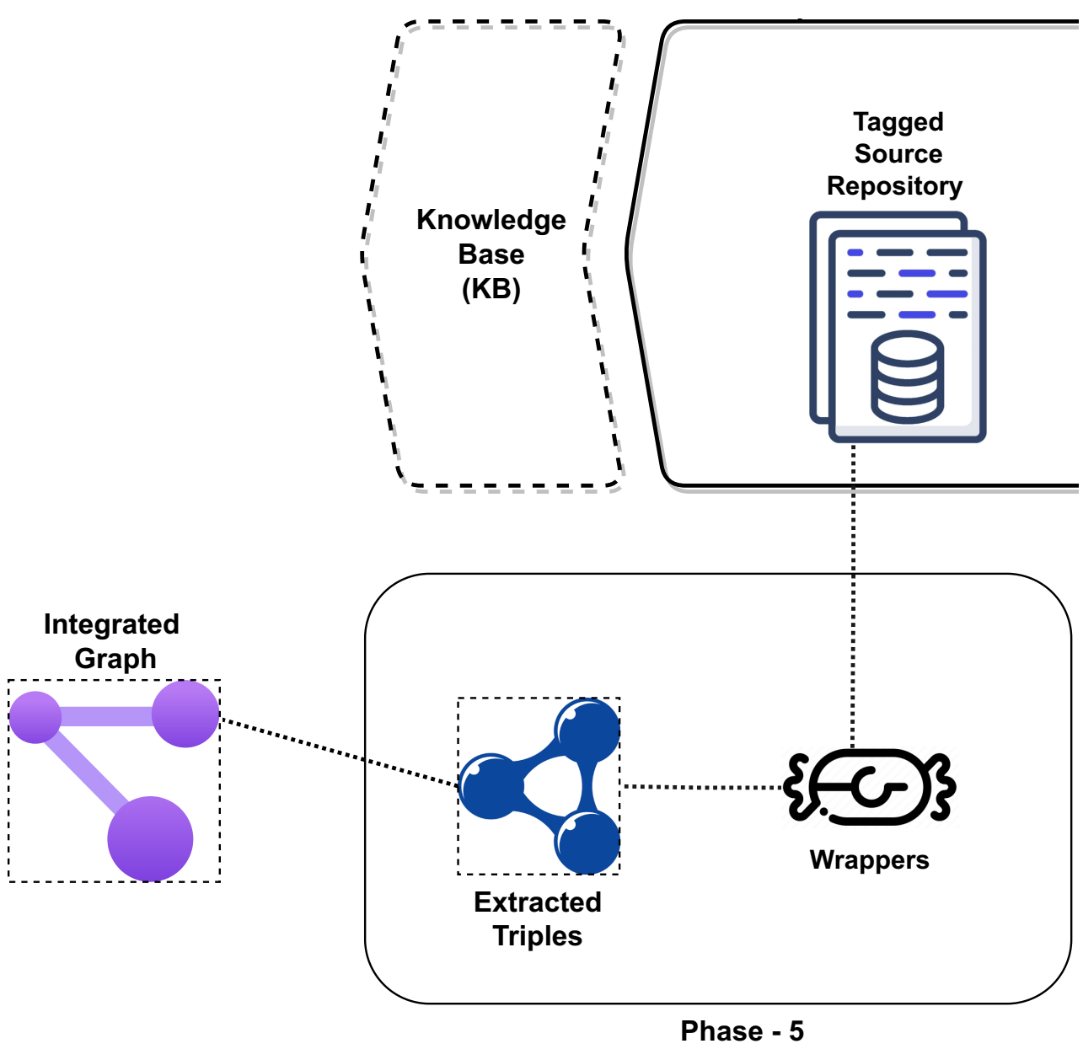 Knowledge
Base
(KB)
Tagged
Source
Repository
Integrated
Graph
Extracted
Triples
Wrappers
Phase - 5